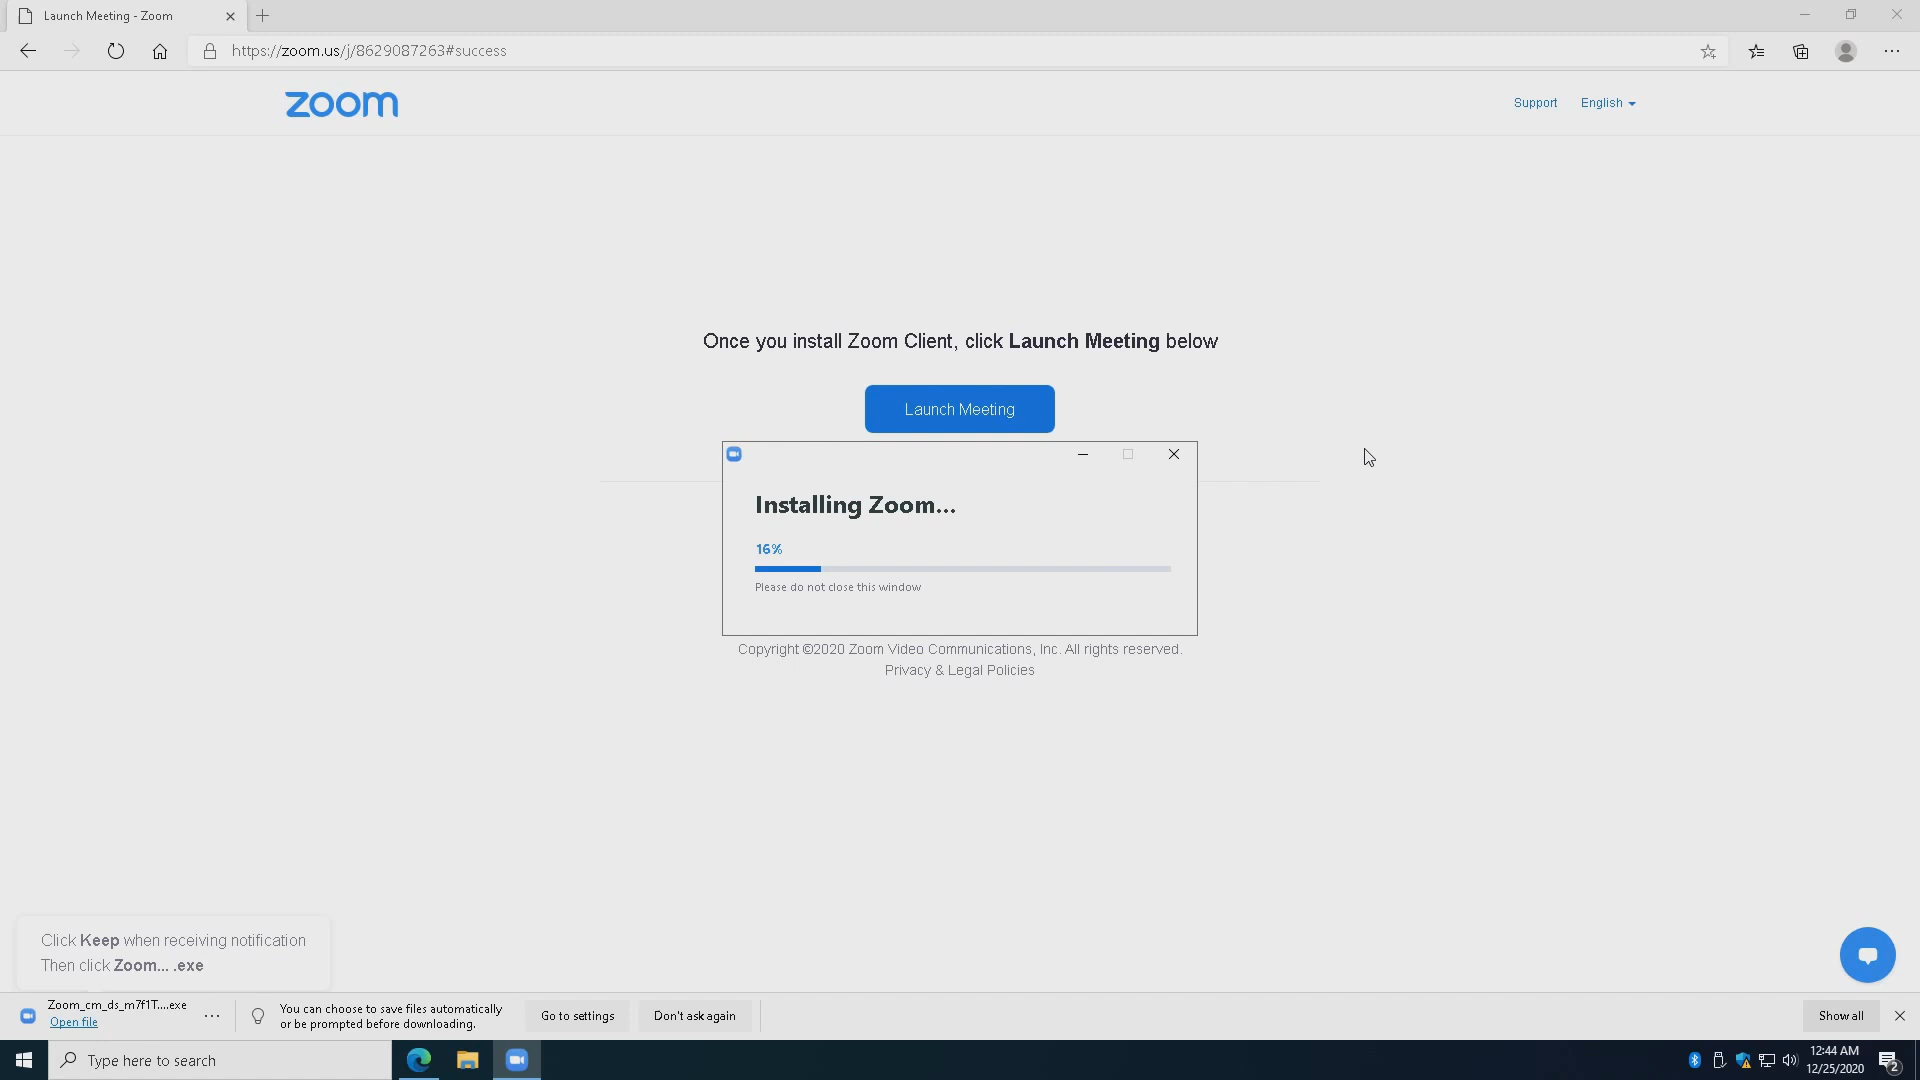 Launch Meeting - Zoom
https://zoom.us/j/8629087263#success
zoom
Support
English
Once you install Zoom Client, click Launch Meeting below
Launch Meeting
Installing Zoom...
16%
Please do not close this window
Copyright ©2020 Zoom Video Communications, Inc. All rights reserved.
Privacy & Legal Policies
Click Keep when receiving notification
Then click Zoom... .exe
Zoom_cm_ds_m7f1T....exe
Open file
You can choose to save files automatically
or be prompted before downloading.
Go to settings
Don't ask again
Show all
Type here to search
12:44 AM
12/25/2020
2